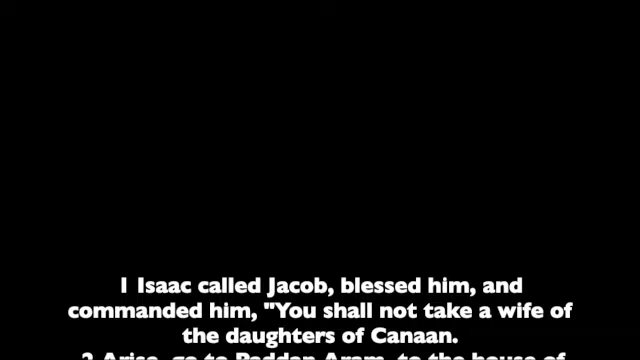 1 Isaac called Jacob, blessed him, and
commanded him, "You shall not take a wife of
the daughters of Canaan.
2 Arise, go to Paddan Aram, to the house of